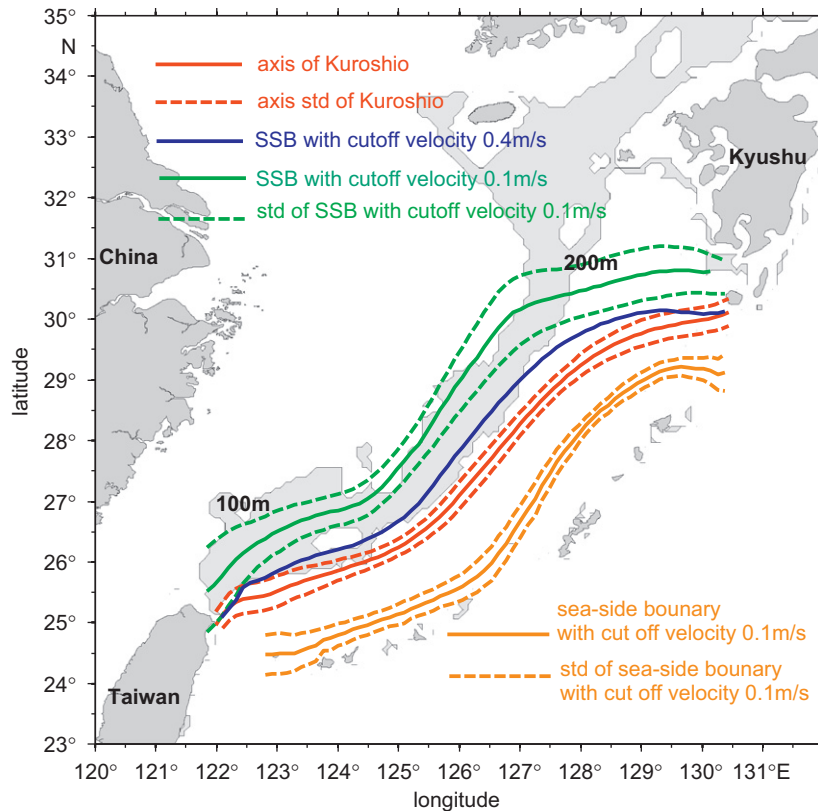 35°
N
34°
33°
32°
31°
30°
29°
28°
27°
26°
25°
24°
23°
latitude
axis of Kuroshio
axis std of Kuroshio
SSB with cutoff velocity 0.4m/s
SSB with cutoff velocity 0.1m/s
std of SSB with cutoff velocity 0.1m/s
Kyushu
China
200m
100m
Taiwan
sea-side bounary
with cut off velocity 0.1m/s
std of sea-side bounary
with cut off velocity 0.1m/s
120° 121° 122° 123° 124° 125° 126° 127° 128° 129° 130° 131°E
longitude